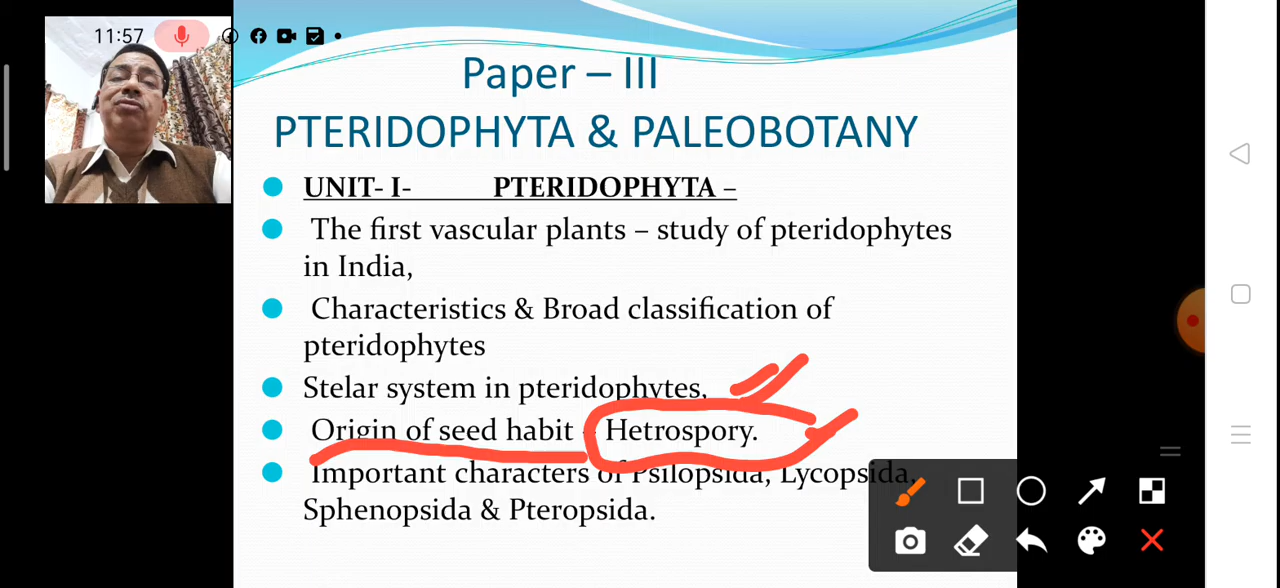 11:57
Paper – III
PTERIDOPHYTA & PALEOBOTANY
UNIT- I- PTERIDOPHYTA –
The first vascular plants – study of pteridophytes
in India,
Characteristics & Broad classification of
pteridophytes
Stelar system in pteridophytes,
Origin of seed habit – Hetrospory.
Important characters of Psilopsida, Lycopsida,
Sphenopsida & Pteropsida.